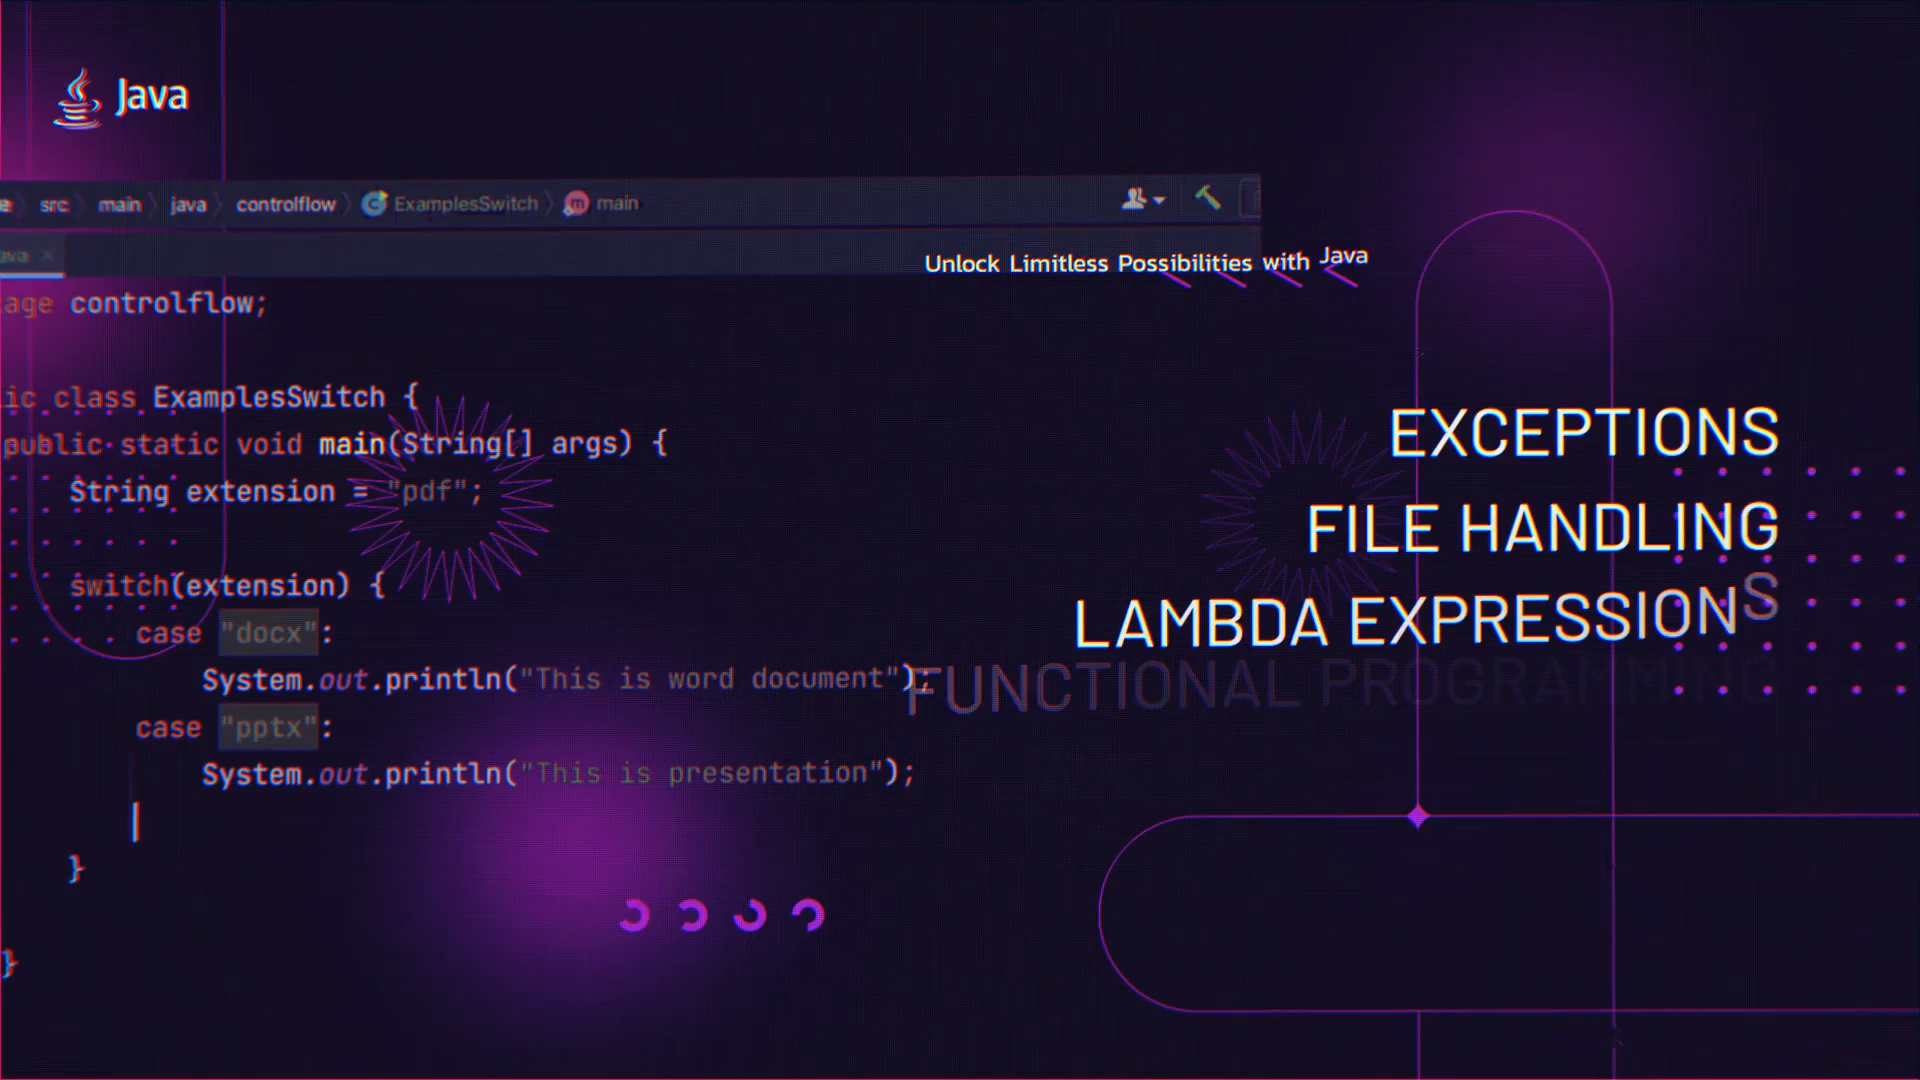 Java
src main java controlflow ExamplesSwitch main
Unlock Limitless Possibilities with Java
controlflow;
class ExamplesSwitch {
public static void main(String[] args) {
String extension = "pdf";
switch(extension) {
case "docx":
System.out.println("This is word document");
case "pptx":
System.out.println("This is presentation");
}
}
EXCEPTIONS
FILE HANDLING
LAMBDA EXPRESSIONS
FUNCTIONAL PROGRAMMING